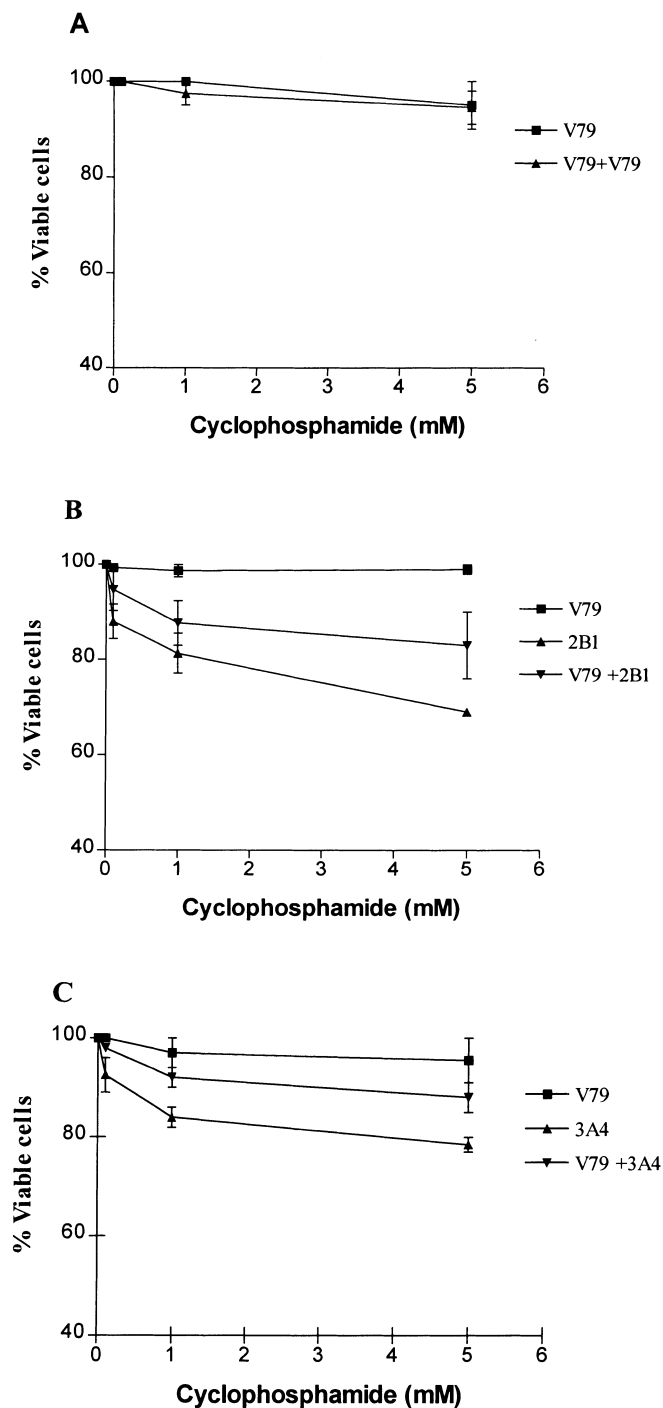 A
100
80
60
40
% Viable cells
0 1 2 3 4 5 6
Cyclophosphamide (mM)
V79
V79+V79
B
100
80
60
40
% Viable cells
0 1 2 3 4 5 6
Cyclophosphamide (mM)
V79
2B1
V79 +2B1
C
100
80
60
40
% Viable cells
0 1 2 3 4 5 6
Cyclophosphamide (mM)
V79
3A4
V79 +3A4